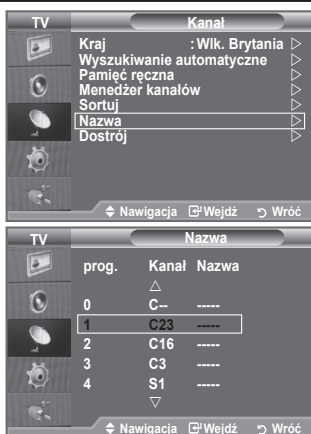 TV Kanał
Kraj : Wlk. Brytania ▷
Wyszukiwanie automatyczne ▷
Pamięć ręczna ▷
Menedżer kanałów ▷
Sortuj ▷
Nazwa ▷
Dostrój ▷
Nawigacja Wejdź Wróć
TV Nazwa
prog. Kanał Nazwa
△
0 C-- -----
1 C23 -----
2 C16 -----
3 C3 -----
4 S1 -----
▽
Nawigacja Wejdź Wróć